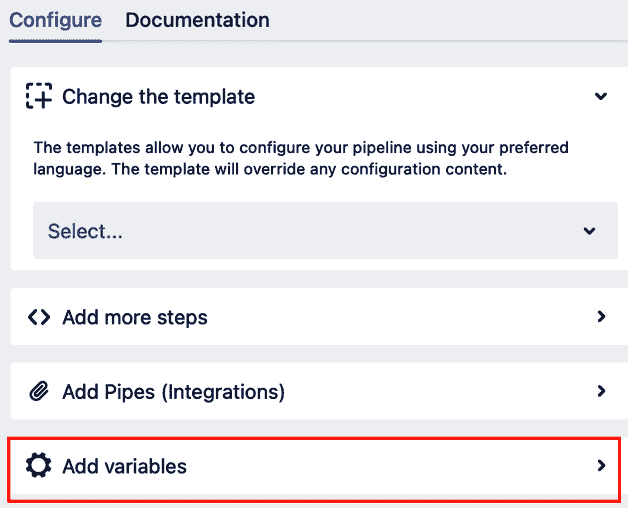 Configure Documentation
Change the template
The templates allow you to configure your pipeline using your preferred
language. The template will override any configuration content.
Select...
Add more steps
Add Pipes (Integrations)
Add variables